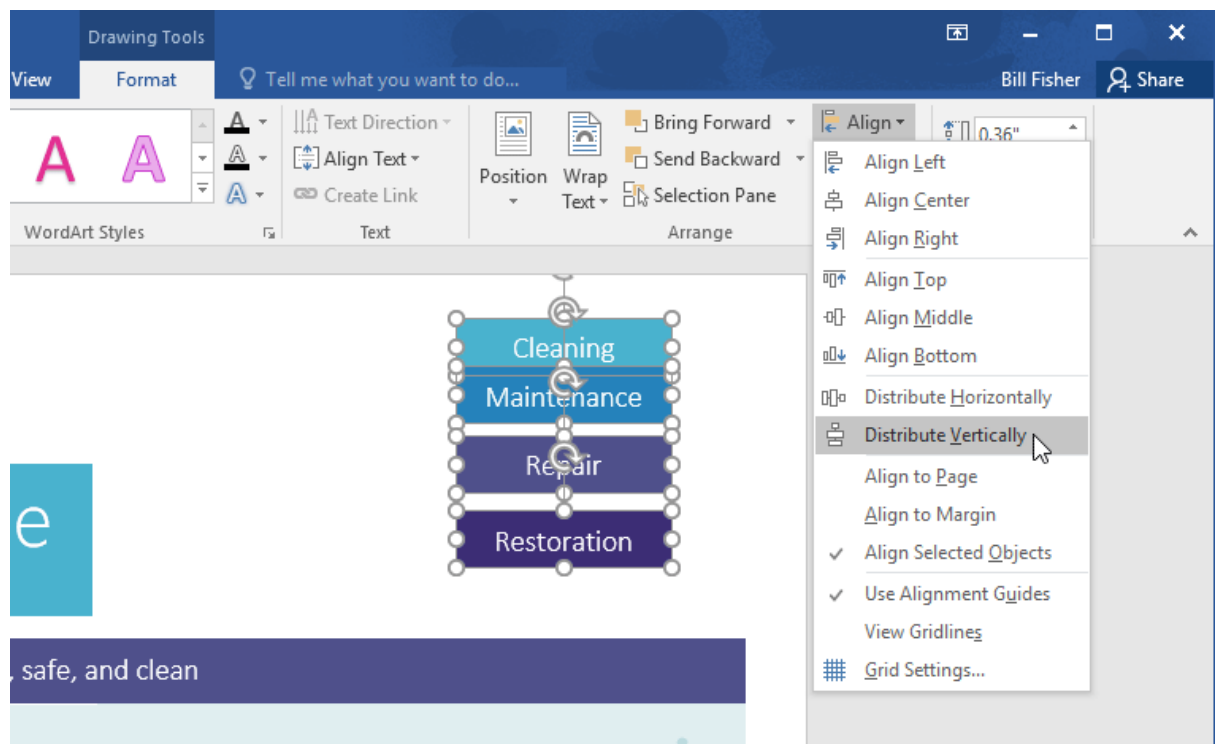 Drawing Tools
View Format Tell me what you want to do... Bill Fisher Share
A A A Text Direction Bring Forward Align 0.36"
A Align Text Position Wrap Text Send Backward
A Create Link Selection Pane
WordArt Styles Text Arrange
Align Left
Align Center
Align Right
Align Top
Align Middle
Align Bottom
Distribute Horizontally
Distribute Vertically
Align to Page
Align to Margin
Align Selected Objects
Use Alignment Guides
View Gridlines
Grid Settings...
Cleaning
Maintenance
Repair
Restoration
e
, safe, and clean